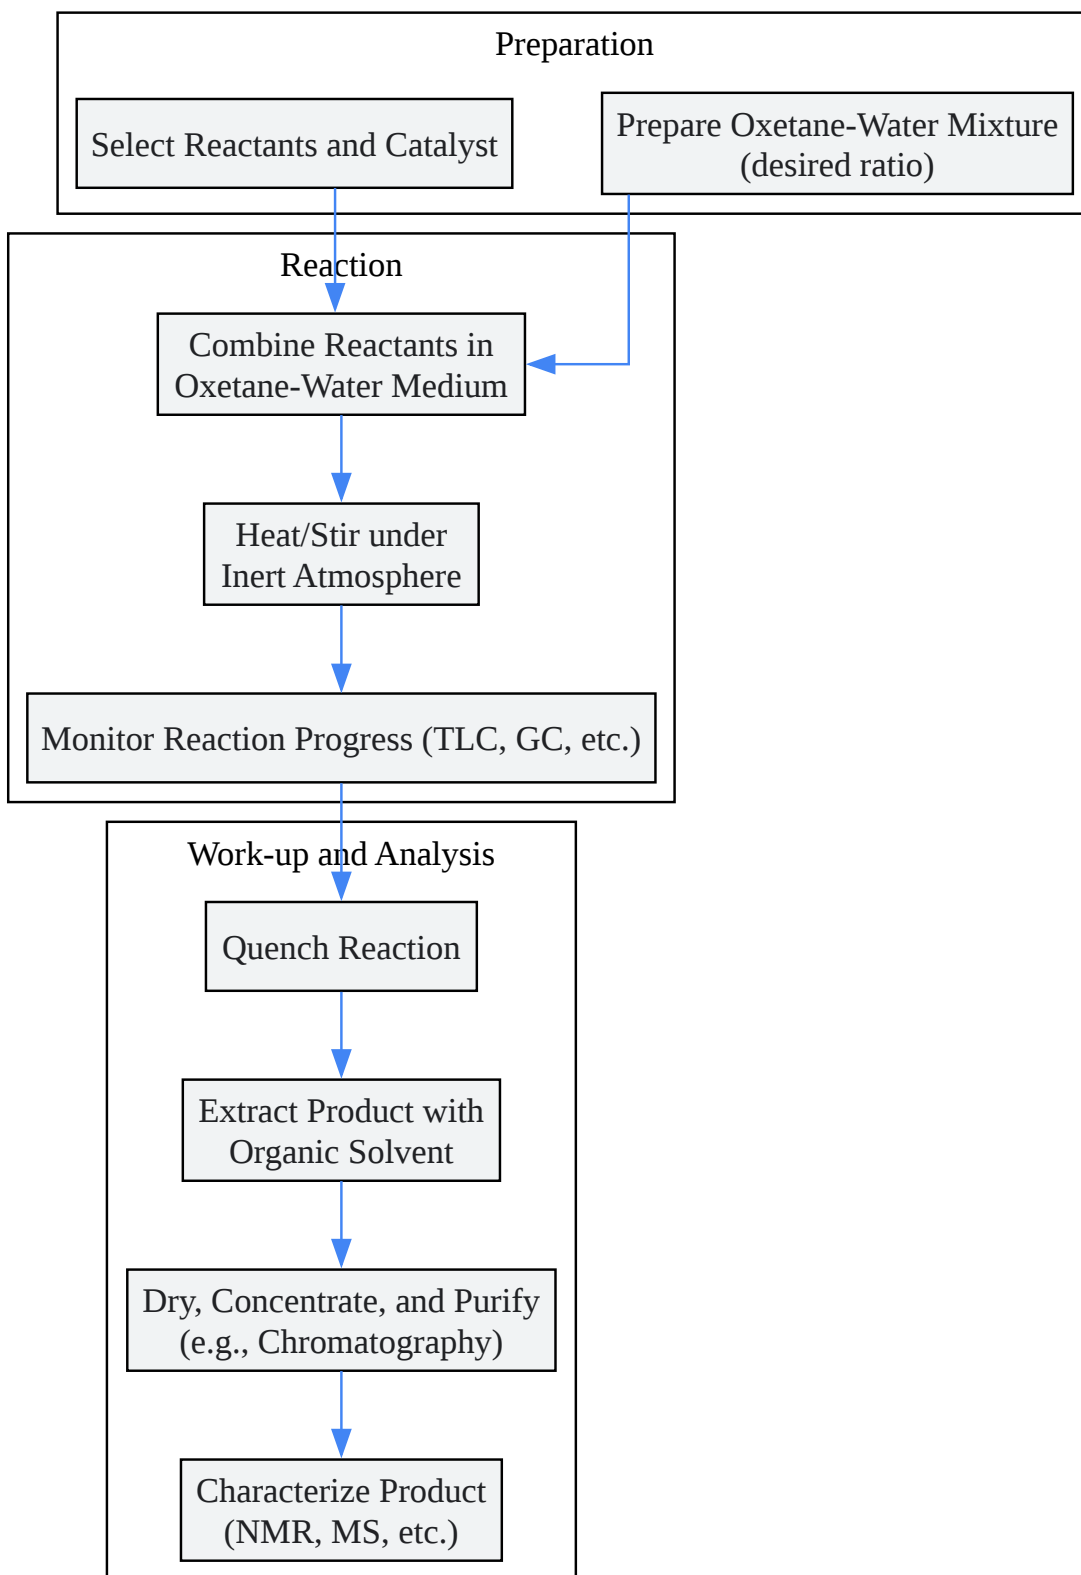 Preparation
Select Reactants and Catalyst
Prepare Oxetane-Water Mixture
(desired ratio)
Reaction
Combine Reactants in
Oxetane-Water Medium
Heat/Stir under
Inert Atmosphere
Monitor Reaction Progress (TLC, GC, etc.)
Work-up and Analysis
Quench Reaction
Extract Product with
Organic Solvent
Dry, Concentrate, and Purify
(e.g., Chromatography)
Characterize Product
(NMR, MS, etc.)